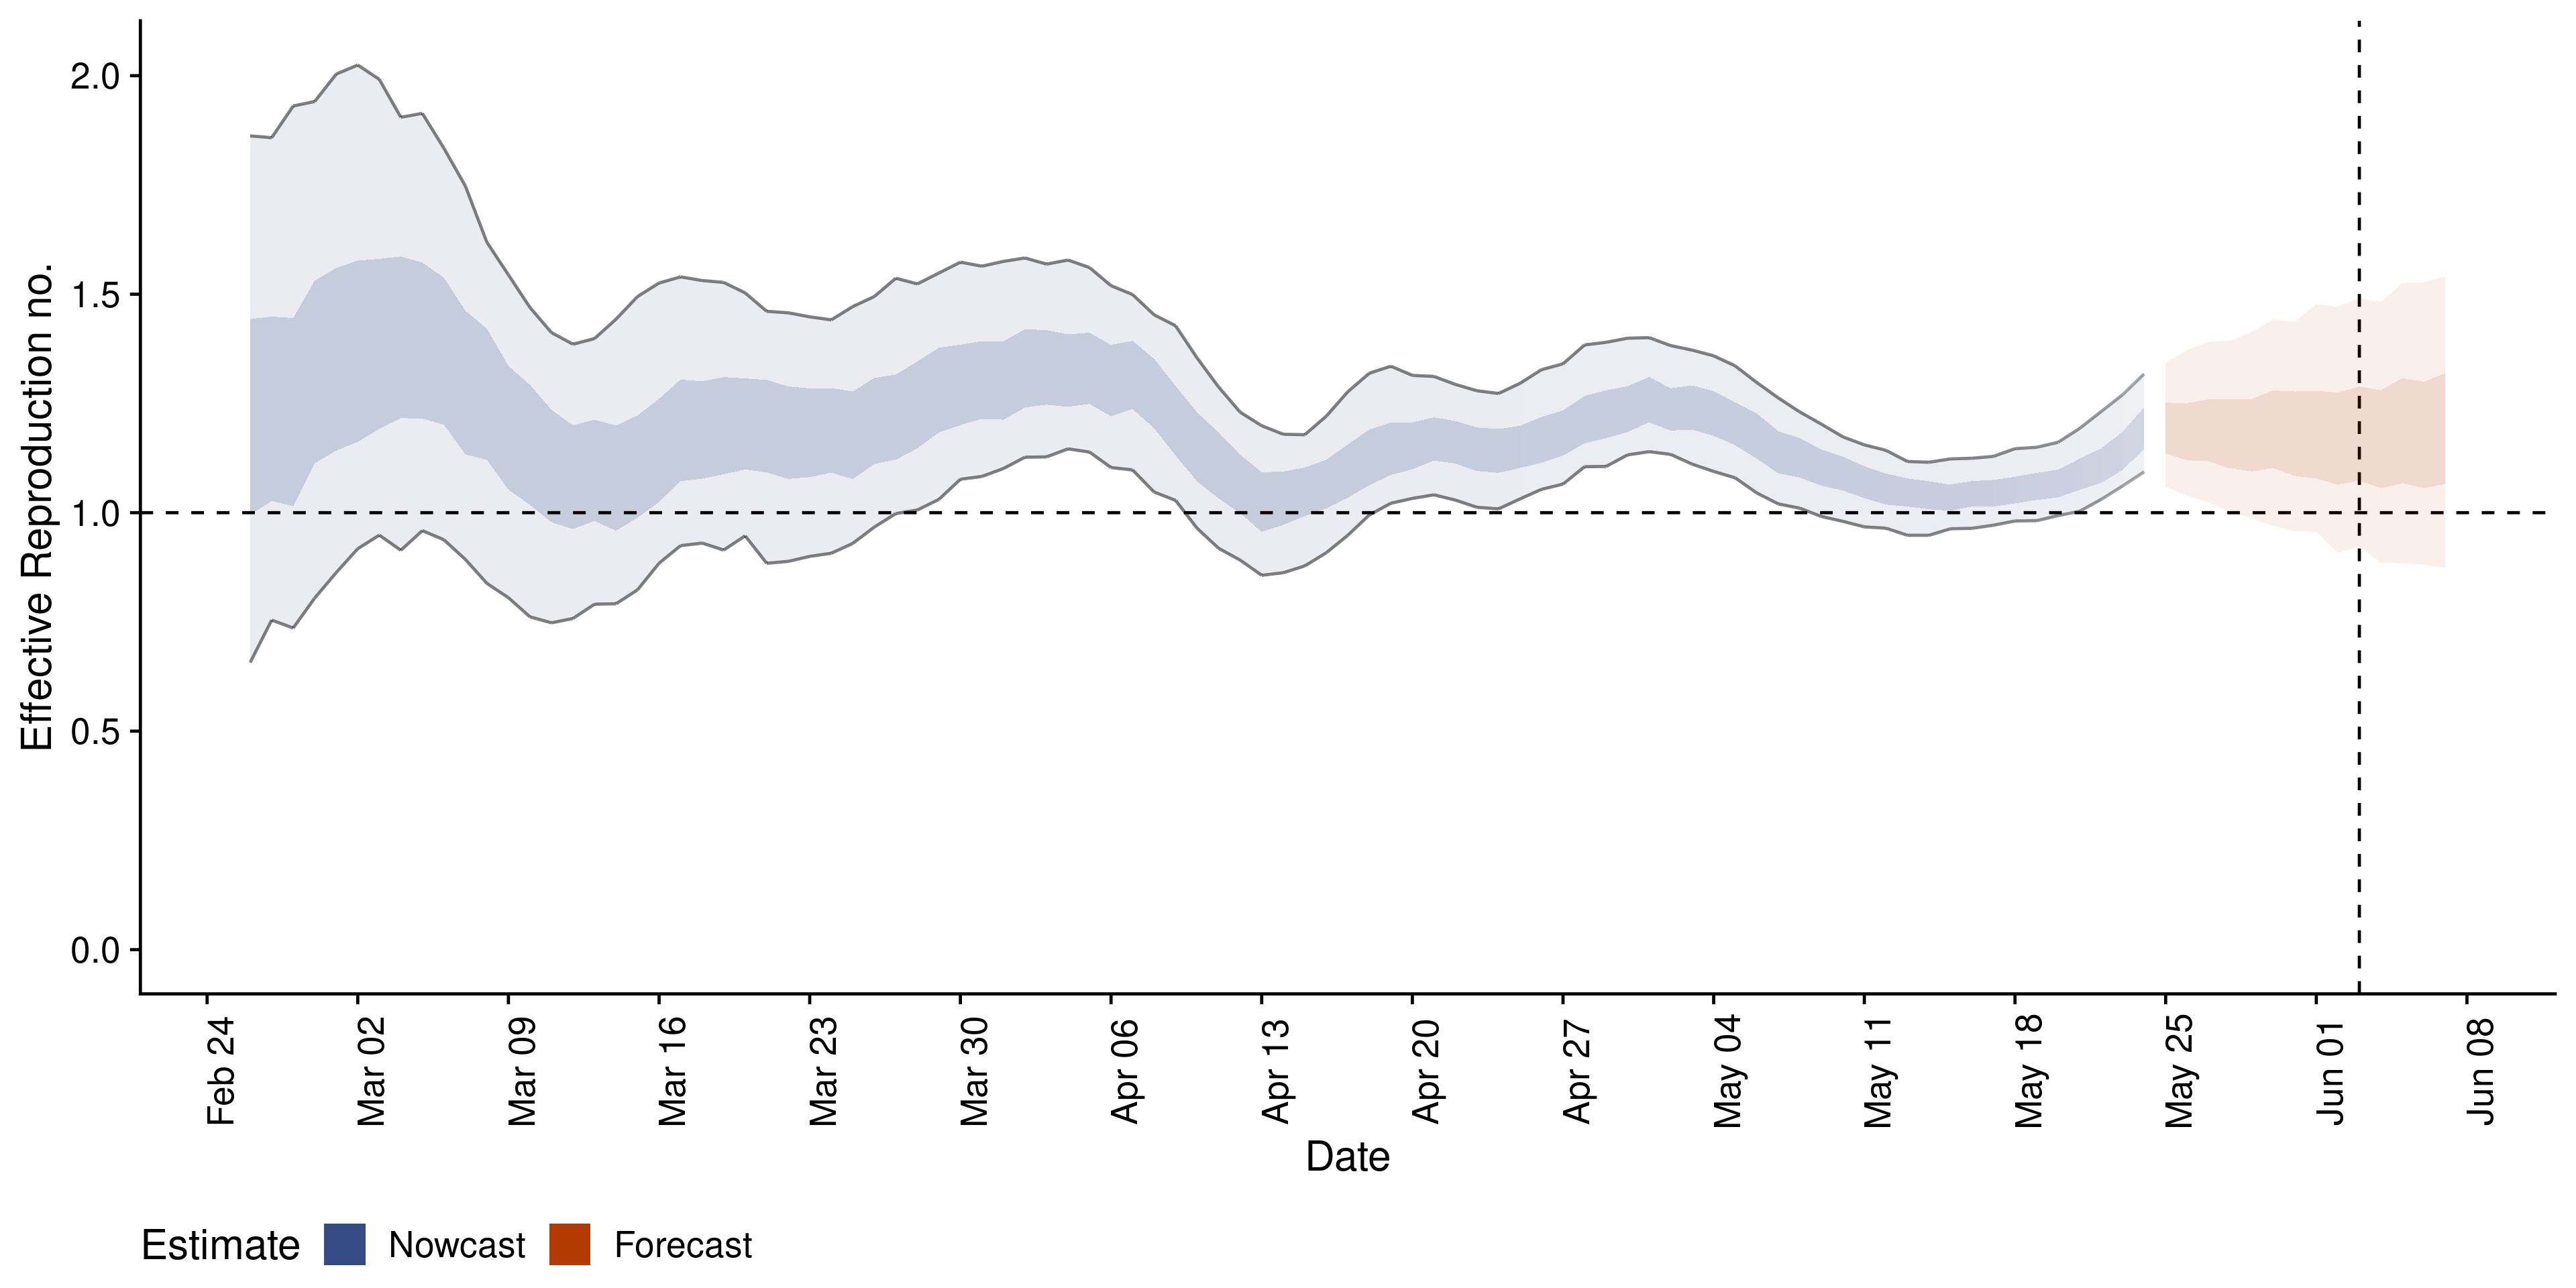 Effective Reproduction no.
2.0
1.5
1.0
0.5
0.0
Feb 24
Mar 02
Mar 09
Mar 16
Mar 23
Mar 30
Apr 06
Apr 13
Apr 20
Apr 27
May 04
May 11
May 18
May 25
Jun 01
Jun 08
Date
Estimate Nowcast Forecast